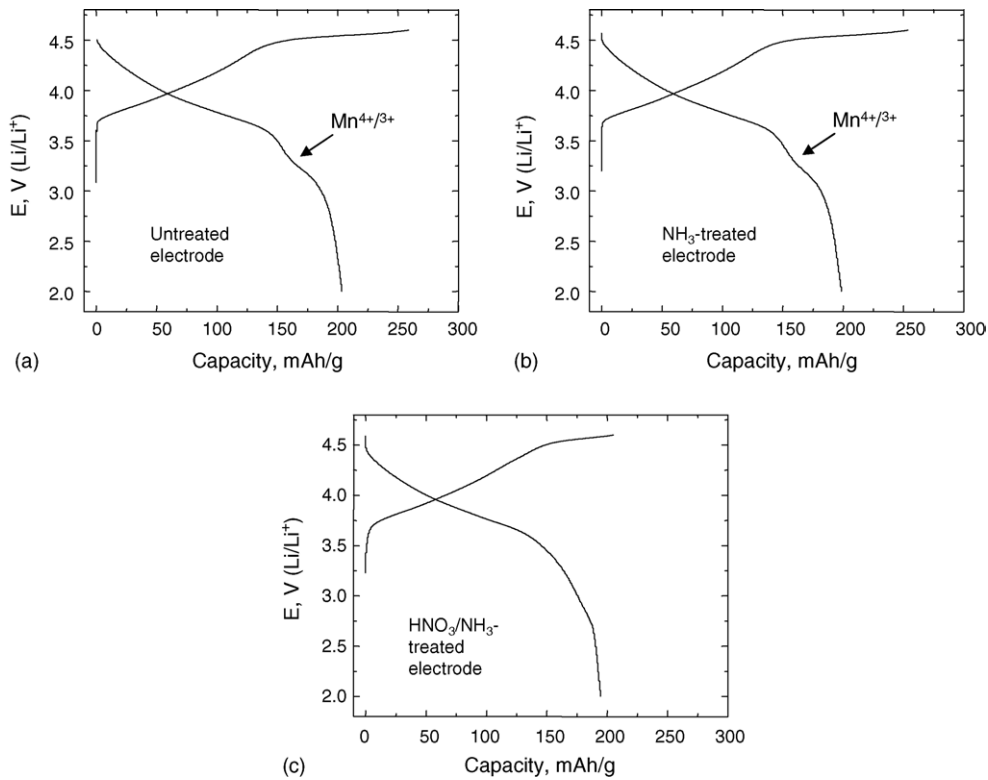 4.5
4.0
3.5
3.0
2.5
2.0
E, V (Li/Li⁺)
Mn⁴⁺/³⁺
Untreated
electrode
0 50 100 150 200 250 300
Capacity, mAh/g
(a)
4.5
4.0
3.5
3.0
2.5
2.0
E, V (Li/Li⁺)
Mn⁴⁺/³⁺
NH₃-treated
electrode
0 50 100 150 200 250 300
Capacity, mAh/g
(b)
4.5
4.0
3.5
3.0
2.5
2.0
E, V (Li/Li⁺)
HNO₃/NH₃-
treated
electrode
0 50 100 150 200 250 300
Capacity, mAh/g
(c)